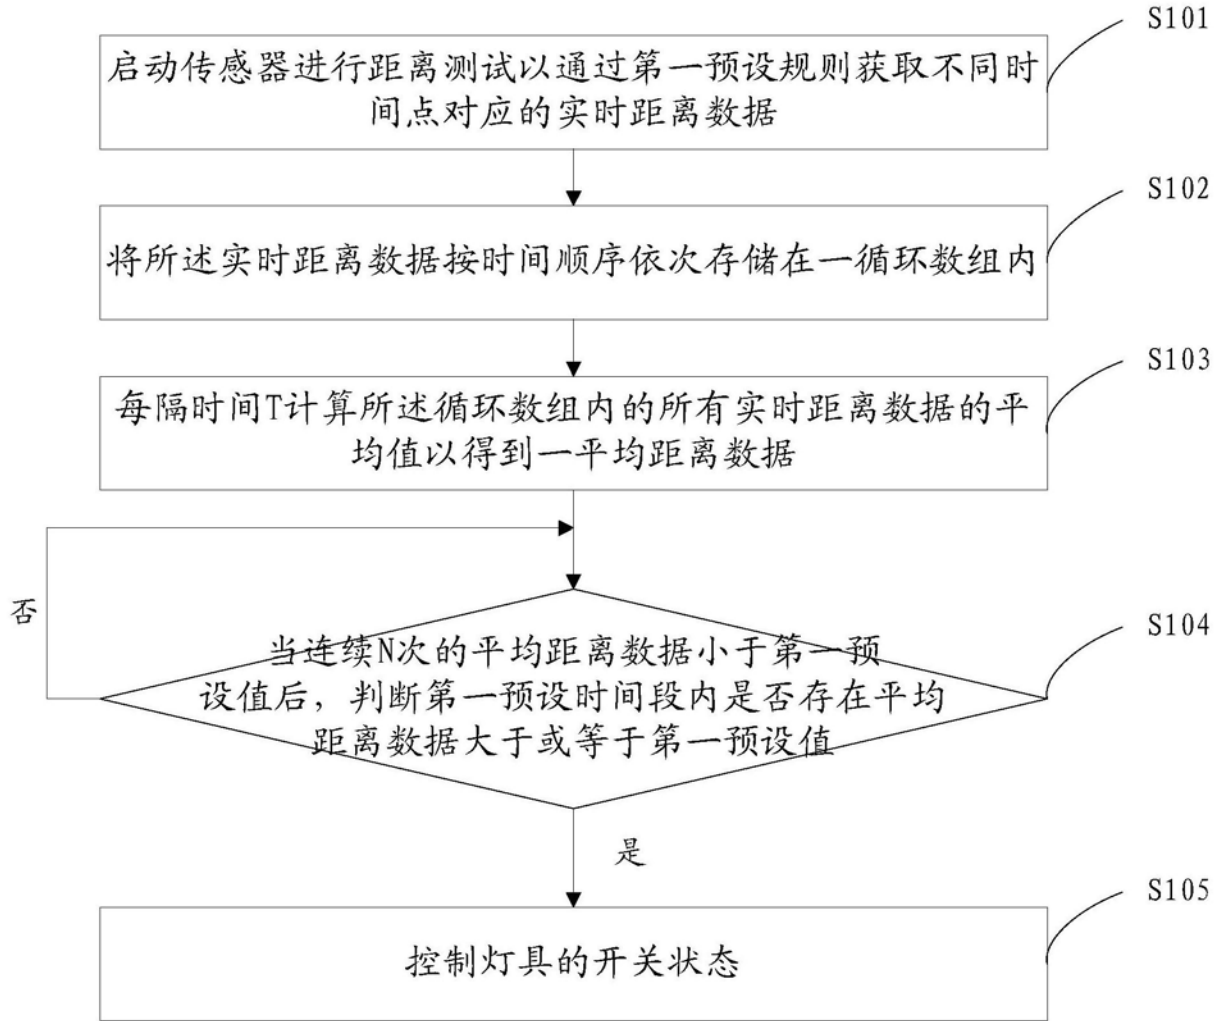 S101
启动传感器进行距离测试以通过第一预设规则获取不同时
间点对应的实时距离数据
S102
将所述实时距离数据按时间顺序依次存储在一循环数组内
S103
每隔时间T计算所述循环数组内的所有实时距离数据的平
均值以得到一平均距离数据
否
S104
当连续N次的平均距离数据小于第一预
设值后，判断第一预设时间段内是否存在平均
距离数据大于或等于第一预设值
是
S105
控制灯具的开关状态